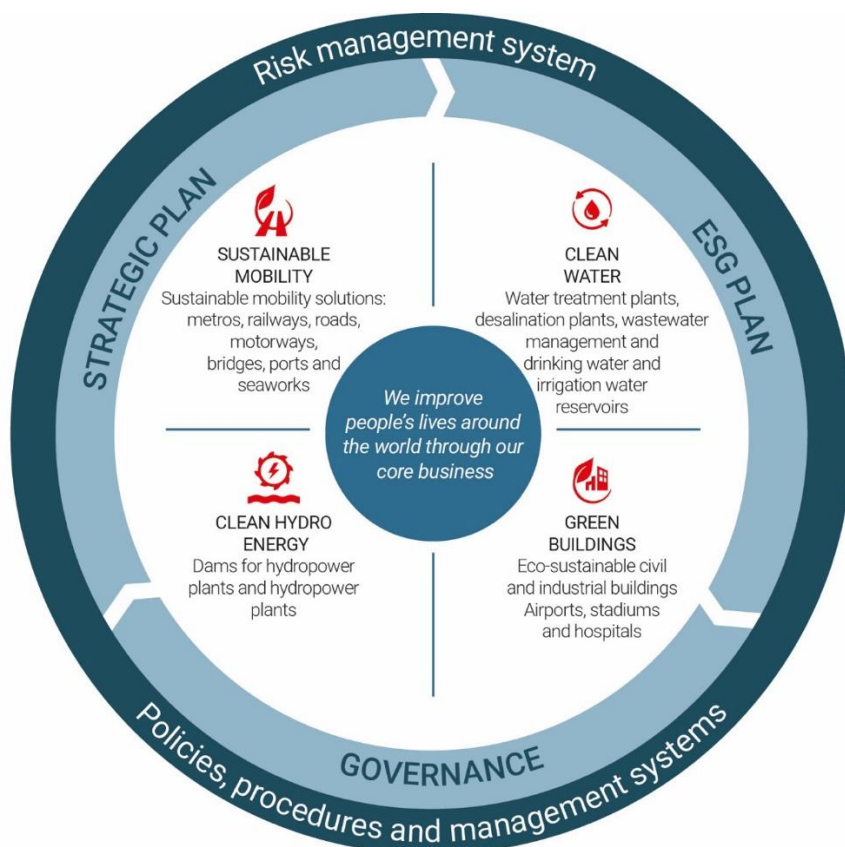 Risk management system
STRATEGIC PLAN
ESG PLAN
SUSTAINABLE
MOBILITY
Sustainable mobility solutions:
metros, railways, roads,
motorways,
bridges, ports and
seaworks
CLEAN
WATER
Water treatment plants,
desalination plants, wastewater
management and
drinking water and
irrigation water
reservoirs
We improve
people’s lives around
the world through our
core business
CLEAN HYDRO
ENERGY
Dams for hydropower
plants and hydropower
plants
GREEN
BUILDINGS
Eco-sustainable civil
and industrial buildings
Airports, stadiums
and hospitals
GOVERNANCE
Policies, procedures and management systems